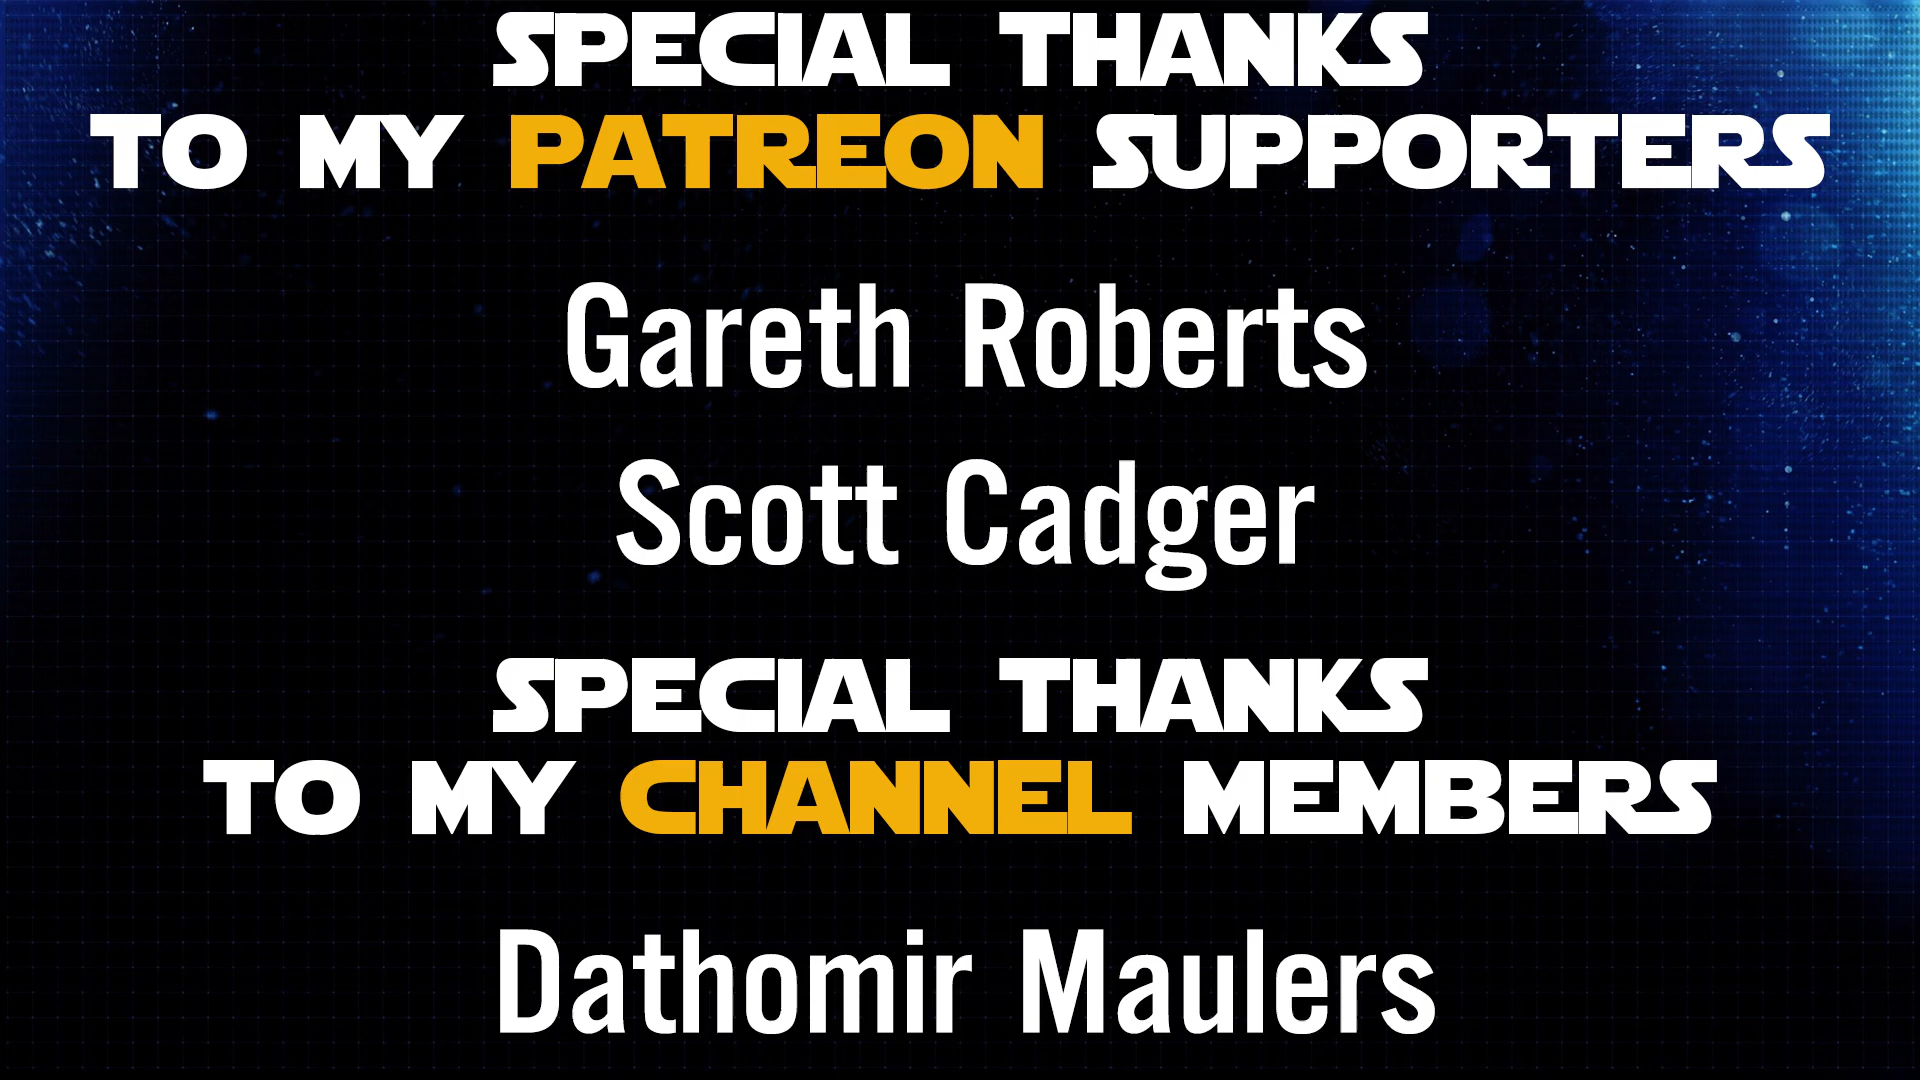 SPECIAL THANKS
TO MY PATREON SUPPORTERS
Gareth Roberts
Scott Cadger
SPECIAL THANKS
TO MY CHANNEL MEMBERS
Dathomir Maulers